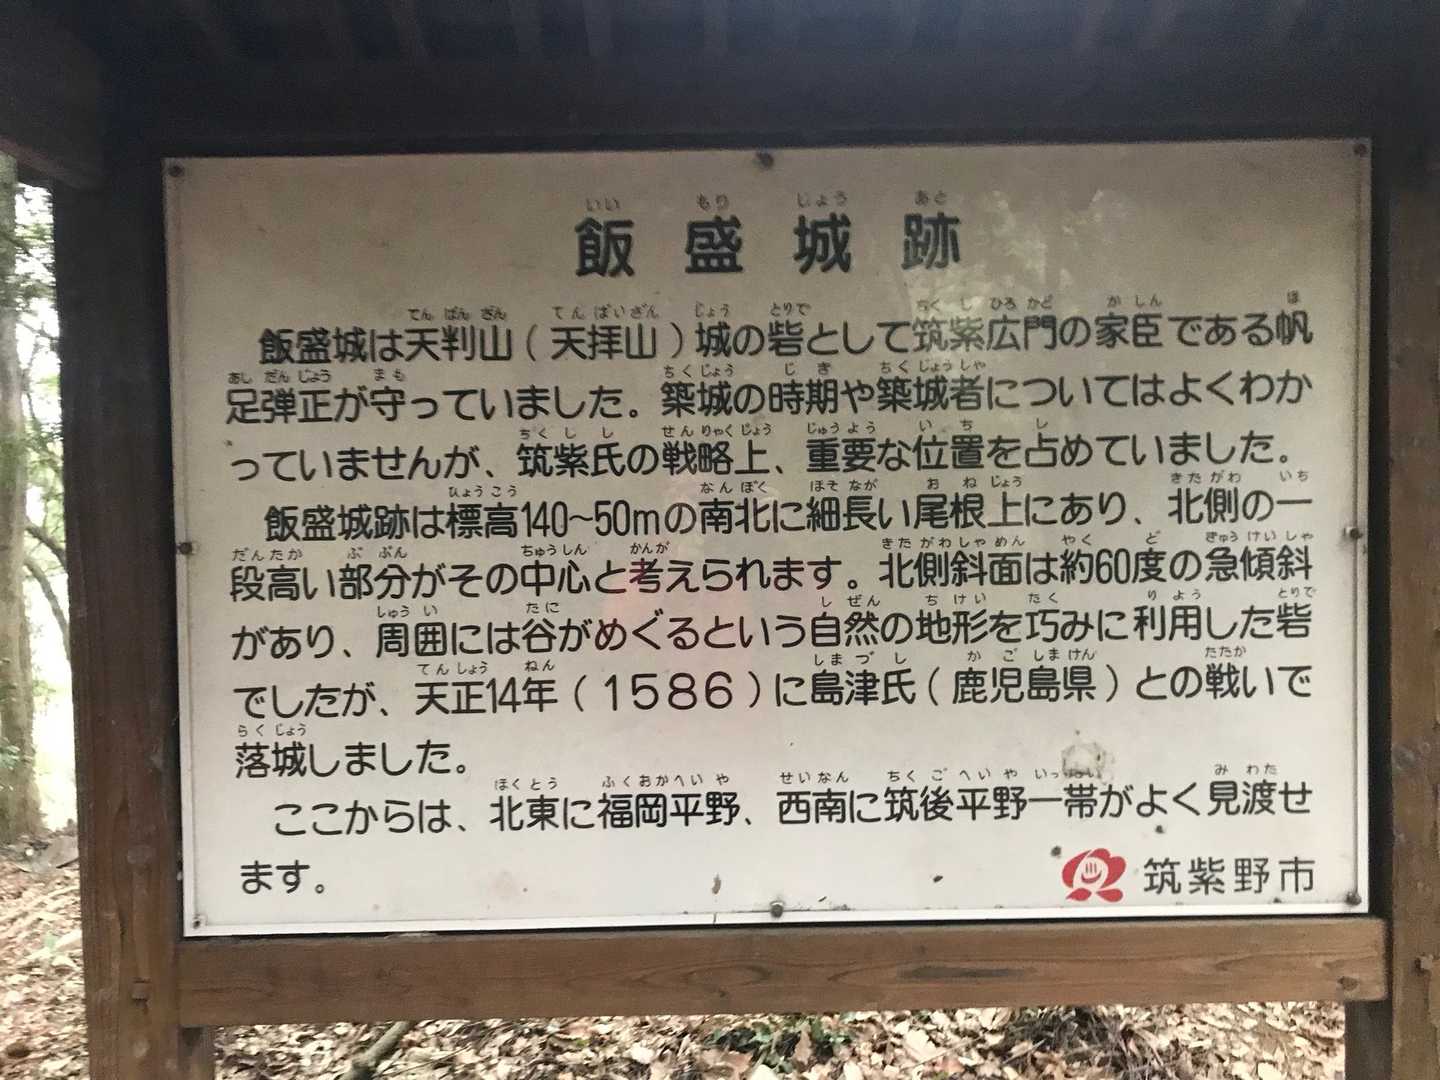 飯盛城跡
飯盛城は天判山（天拝山）城の砦として筑紫広門の家臣である帆
足弾正が守っていました。築城の時期や築城者についてはよくわか
っていませんが、筑紫氏の戦略上、重要な位置を占めていました。
飯盛城跡は標高140~50mの南北に細長い尾根上にあり、北側の一
段高い部分がその中心と考えられます。北側斜面は約60度の急傾斜
があり、周囲には谷がめぐるという自然の地形を巧みに利用した砦
でしたが、天正14年（1586）に島津氏（鹿児島県）との戦いで
落城しました。
ここからは、北東に福岡平野、西南に筑後平野一帯がよく見渡せ
ます。
筑紫野市